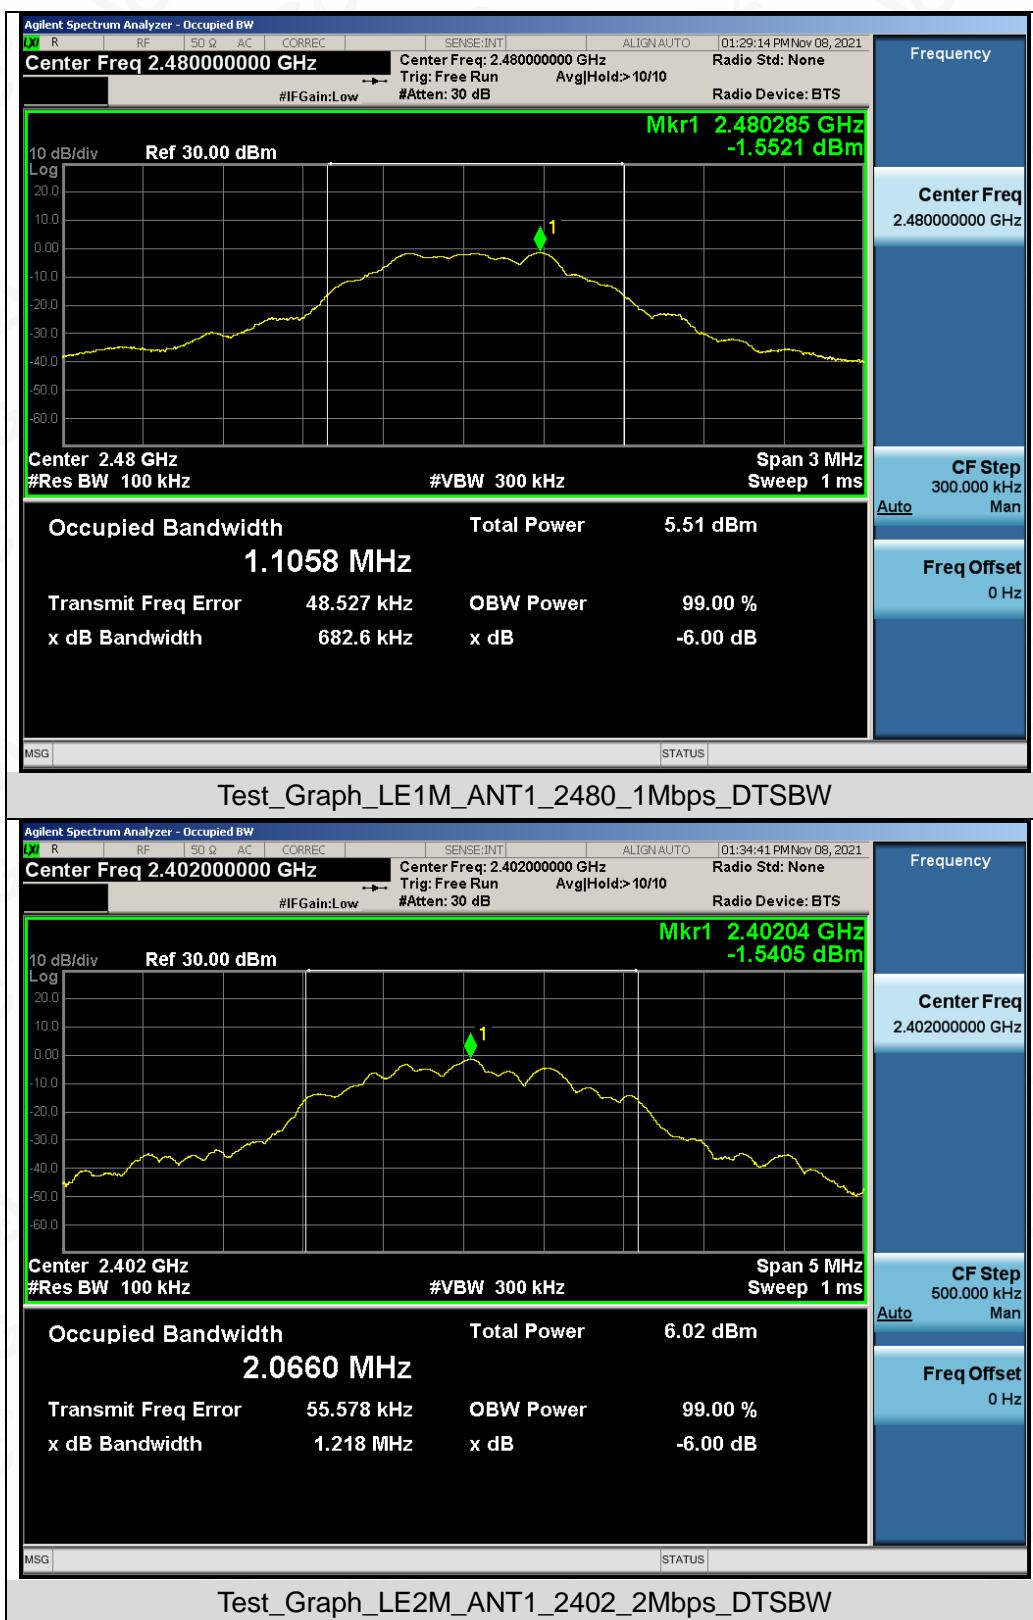 Agilent Spectrum Analyzer - Occupied BW
LXI R RF 50 Ω AC CORREC SENSE:INT ALIGN AUTO 01:29:14 PM Nov 08, 2021
Center Freq 2.480000000 GHz
Center Freq: 2.480000000 GHz
Radio Std: None
Trig: Free Run Avg|Hold:> 10/10
#IFGain:Low #Atten: 30 dB Radio Device: BTS
Mkr1 2.480285 GHz
-1.5521 dBm
10 dB/div Ref 30.00 dBm
Log
20.0
10.0
0.00
-10.0
-20.0
-30.0
-40.0
-50.0
-60.0
1
Center 2.48 GHz Span 3 MHz
#Res BW 100 kHz #VBW 300 kHz Sweep 1 ms
Occupied Bandwidth Total Power 5.51 dBm
1.1058 MHz
Transmit Freq Error 48.527 kHz OBW Power 99.00 %
x dB Bandwidth 682.6 kHz x dB -6.00 dB
MSG STATUS
Frequency
Center Freq
2.480000000 GHz
CF Step
300.000 kHz
Auto Man
Freq Offset
0 Hz
Test_Graph_LE1M_ANT1_2480_1Mbps_DTSBW
Agilent Spectrum Analyzer - Occupied BW
LXI R RF 50 Ω AC CORREC SENSE:INT ALIGN AUTO 01:34:41 PM Nov 08, 2021
Center Freq 2.402000000 GHz
Center Freq: 2.402000000 GHz
Radio Std: None
Trig: Free Run Avg|Hold:> 10/10
#IFGain:Low #Atten: 30 dB Radio Device: BTS
Mkr1 2.40204 GHz
-1.5405 dBm
10 dB/div Ref 30.00 dBm
Log
20.0
10.0
0.00
-10.0
-20.0
-30.0
-40.0
-50.0
-60.0
1
Center 2.402 GHz Span 5 MHz
#Res BW 100 kHz #VBW 300 kHz Sweep 1 ms
Occupied Bandwidth Total Power 6.02 dBm
2.0660 MHz
Transmit Freq Error 55.578 kHz OBW Power 99.00 %
x dB Bandwidth 1.218 MHz x dB -6.00 dB
MSG STATUS
Frequency
Center Freq
2.402000000 GHz
CF Step
500.000 kHz
Auto Man
Freq Offset
0 Hz
Test_Graph_LE2M_ANT1_2402_2Mbps_DTSBW